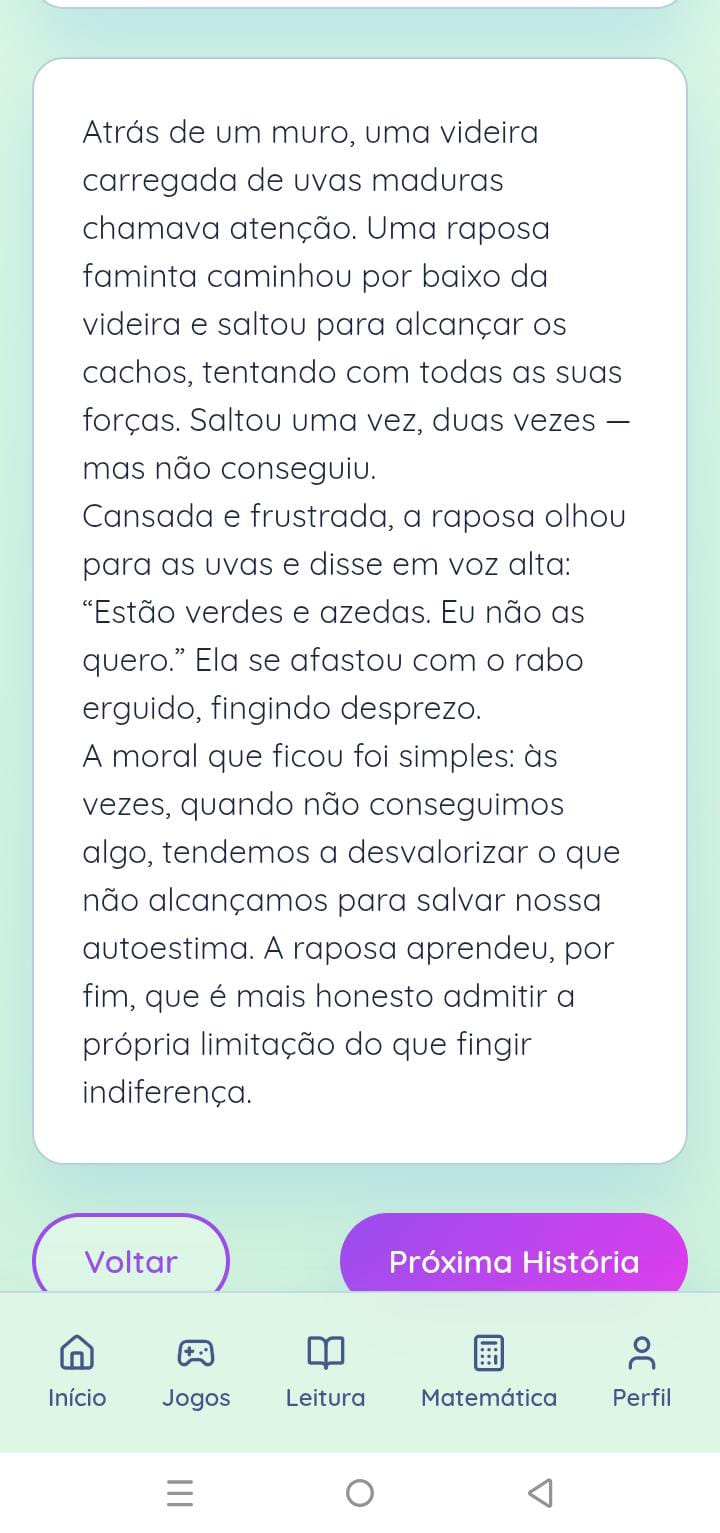 Atrás de um muro, uma videira
carregada de uvas maduras
chamava atenção. Uma raposa
faminta caminhou por baixo da
videira e saltou para alcançar os
cachos, tentando com todas as suas
forças. Saltou uma vez, duas vezes —
mas não conseguiu.
Cansada e frustrada, a raposa olhou
para as uvas e disse em voz alta:
“Estão verdes e azedas. Eu não as
quero.” Ela se afastou com o rabo
erguido, fingindo desprezo.
A moral que ficou foi simples: às
vezes, quando não conseguimos
algo, tendemos a desvalorizar o que
não alcançamos para salvar nossa
autoestima. A raposa aprendeu, por
fim, que é mais honesto admitir a
própria limitação do que fingir
indiferença.
Voltar
Próxima História
Início
Jogos
Leitura
Matemática
Perfil